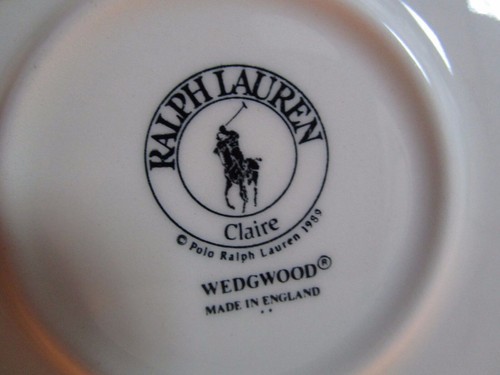 RALPH LAUREN
Claire
© Polo Ralph Lauren 1989
WEDGWOOD®
MADE IN ENGLAND